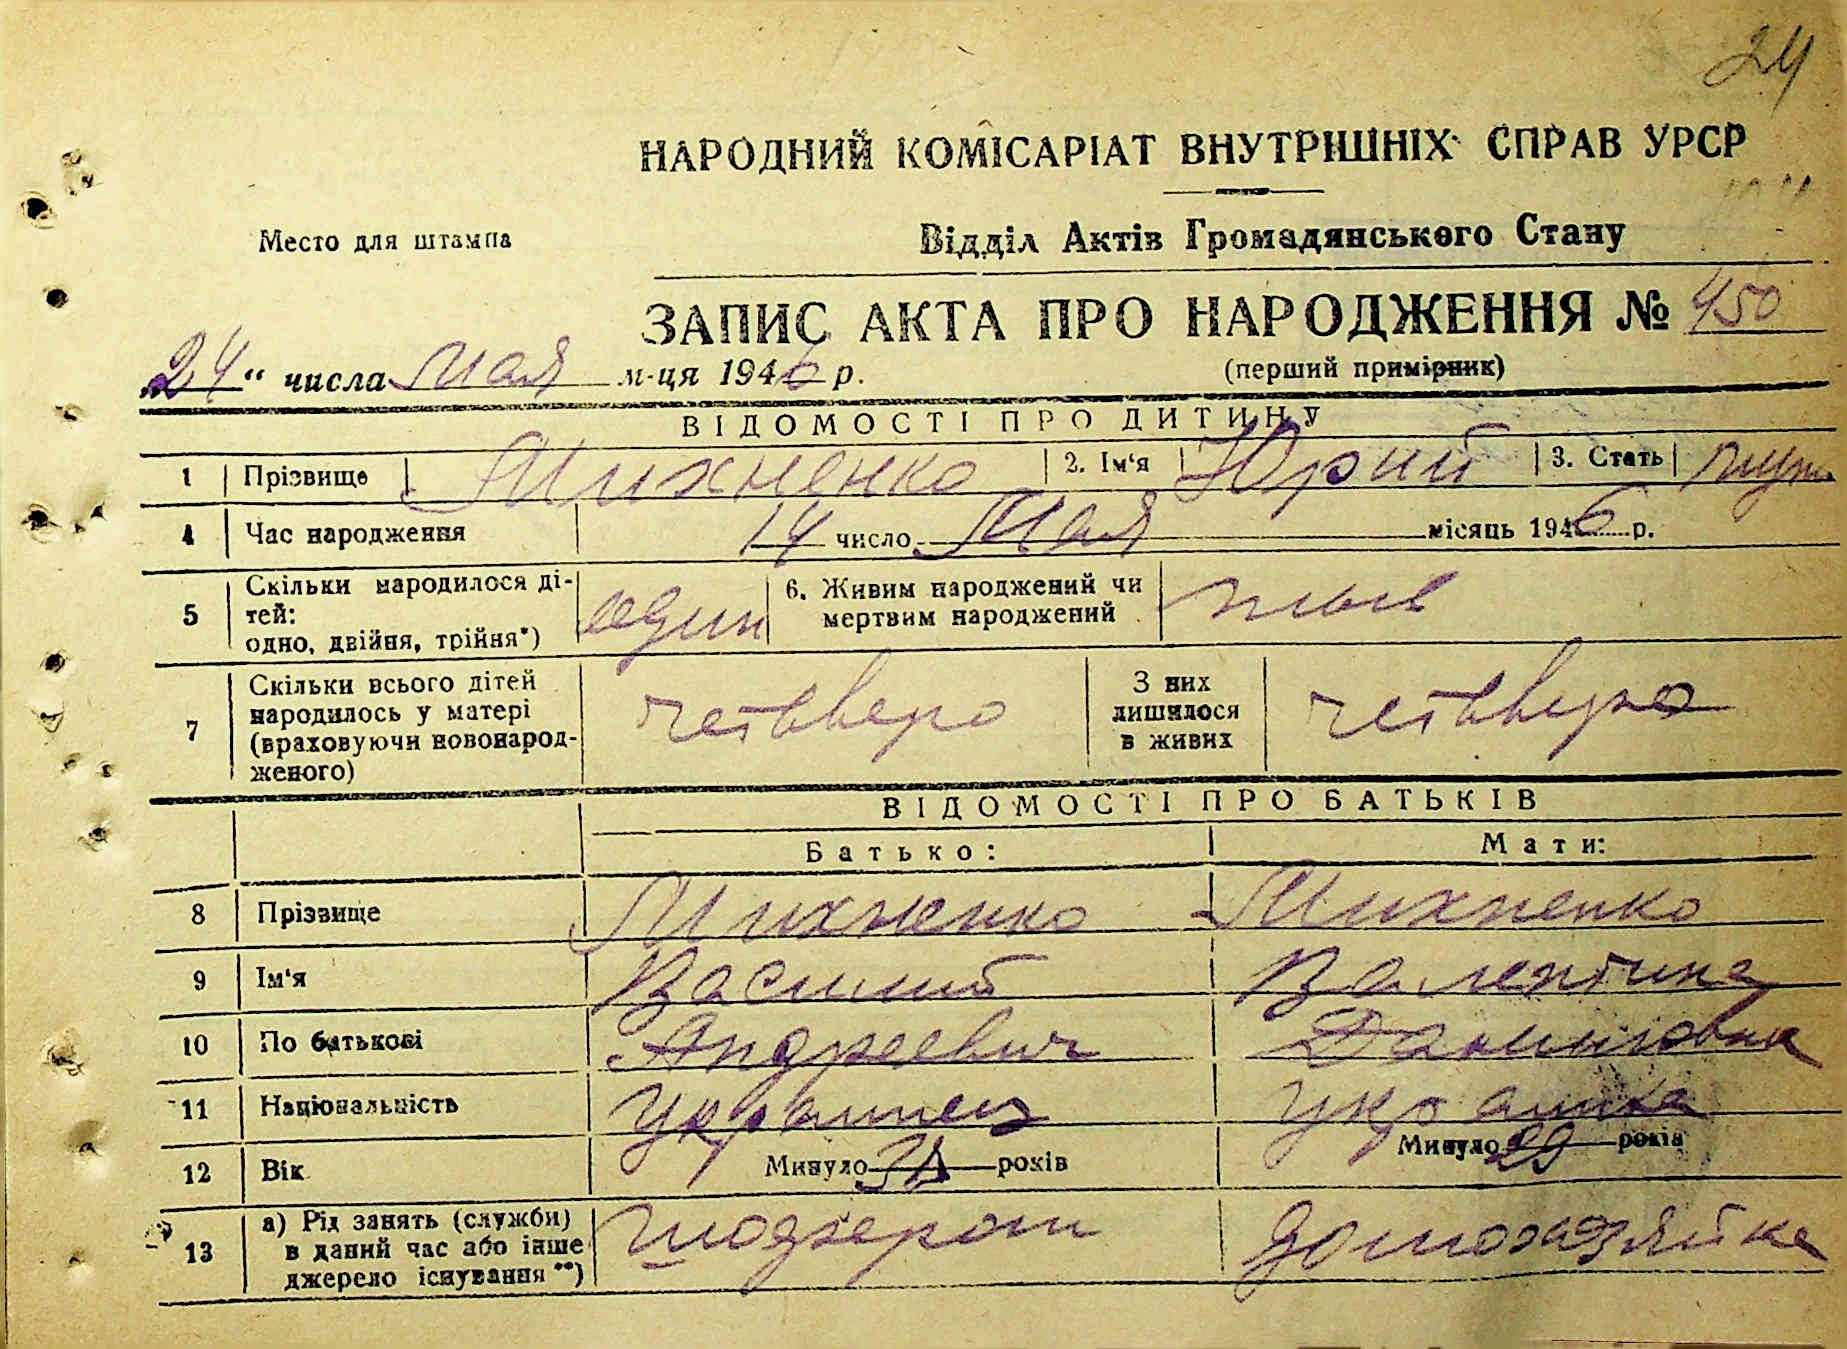 24
НАРОДНИЙ КОМІСАРІАТ ВНУТРІШНІХ СПРАВ УРСР
Место для штампа
Відділ Актів Громадянського Стану
ЗАПИС АКТА ПРО НАРОДЖЕННЯ № 450
„24“ числа мая м-ця 1946 р.
(перший примірник)
ВІДОМОСТІ ПРО ДИТИНУ
1 Прізвище Михненко 2. Ім‘я Юрий 3. Стать муж.
4 Час народження 14 число Мая місяць 1946 р.
5 Скільки народилося ді-
тей:
одно, двійня, трійня*) один
6. Живим народжений чи
мертвим народжений
7 Скільки всього дітей
народилось у матері
(враховуючи новонарод-
женого) четверо
З них
лишилося
в живих четверо
ВІДОМОСТІ ПРО БАТЬКІВ
Батько: Мати:
8 Прізвище Михненко Михненко
9 Ім‘я Василий Валентина
10 По батькові Андреевич Даниловна
11 Національність Украинец Украинка
12 Вік Минуло років Минуло 29 років
13 а) Рід занять (служби)
в даний час або інше
джерело існування**) домохозяйка